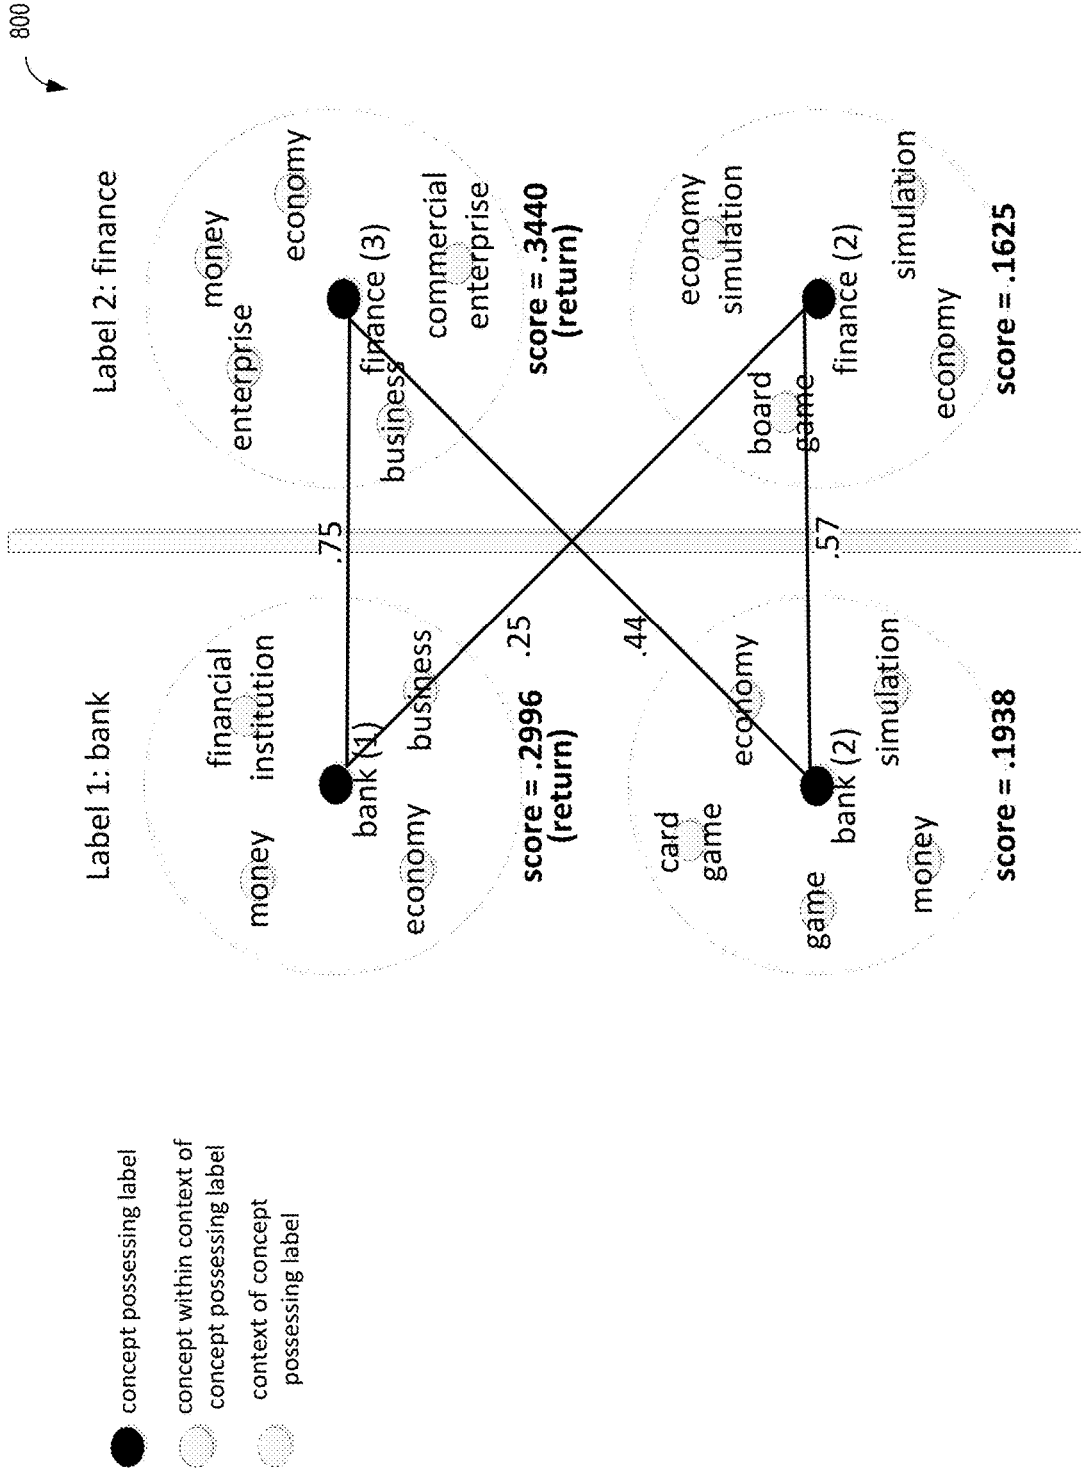 800
Label 1: bank
Label 2: finance
financial
institution
money
bank (1)
business
economy
score = .2996
(return)
enterprise
money
economy
finance (3)
business
commercial
enterprise
score = .3440
(return)
.75
.25
.44
.57
card
game
economy
game
bank (2)
simulation
money
score = .1938
economy
simulation
board
game
finance (2)
simulation
economy
score = .1625
concept possessing label
concept within context of
concept possessing label
context of concept
possessing label